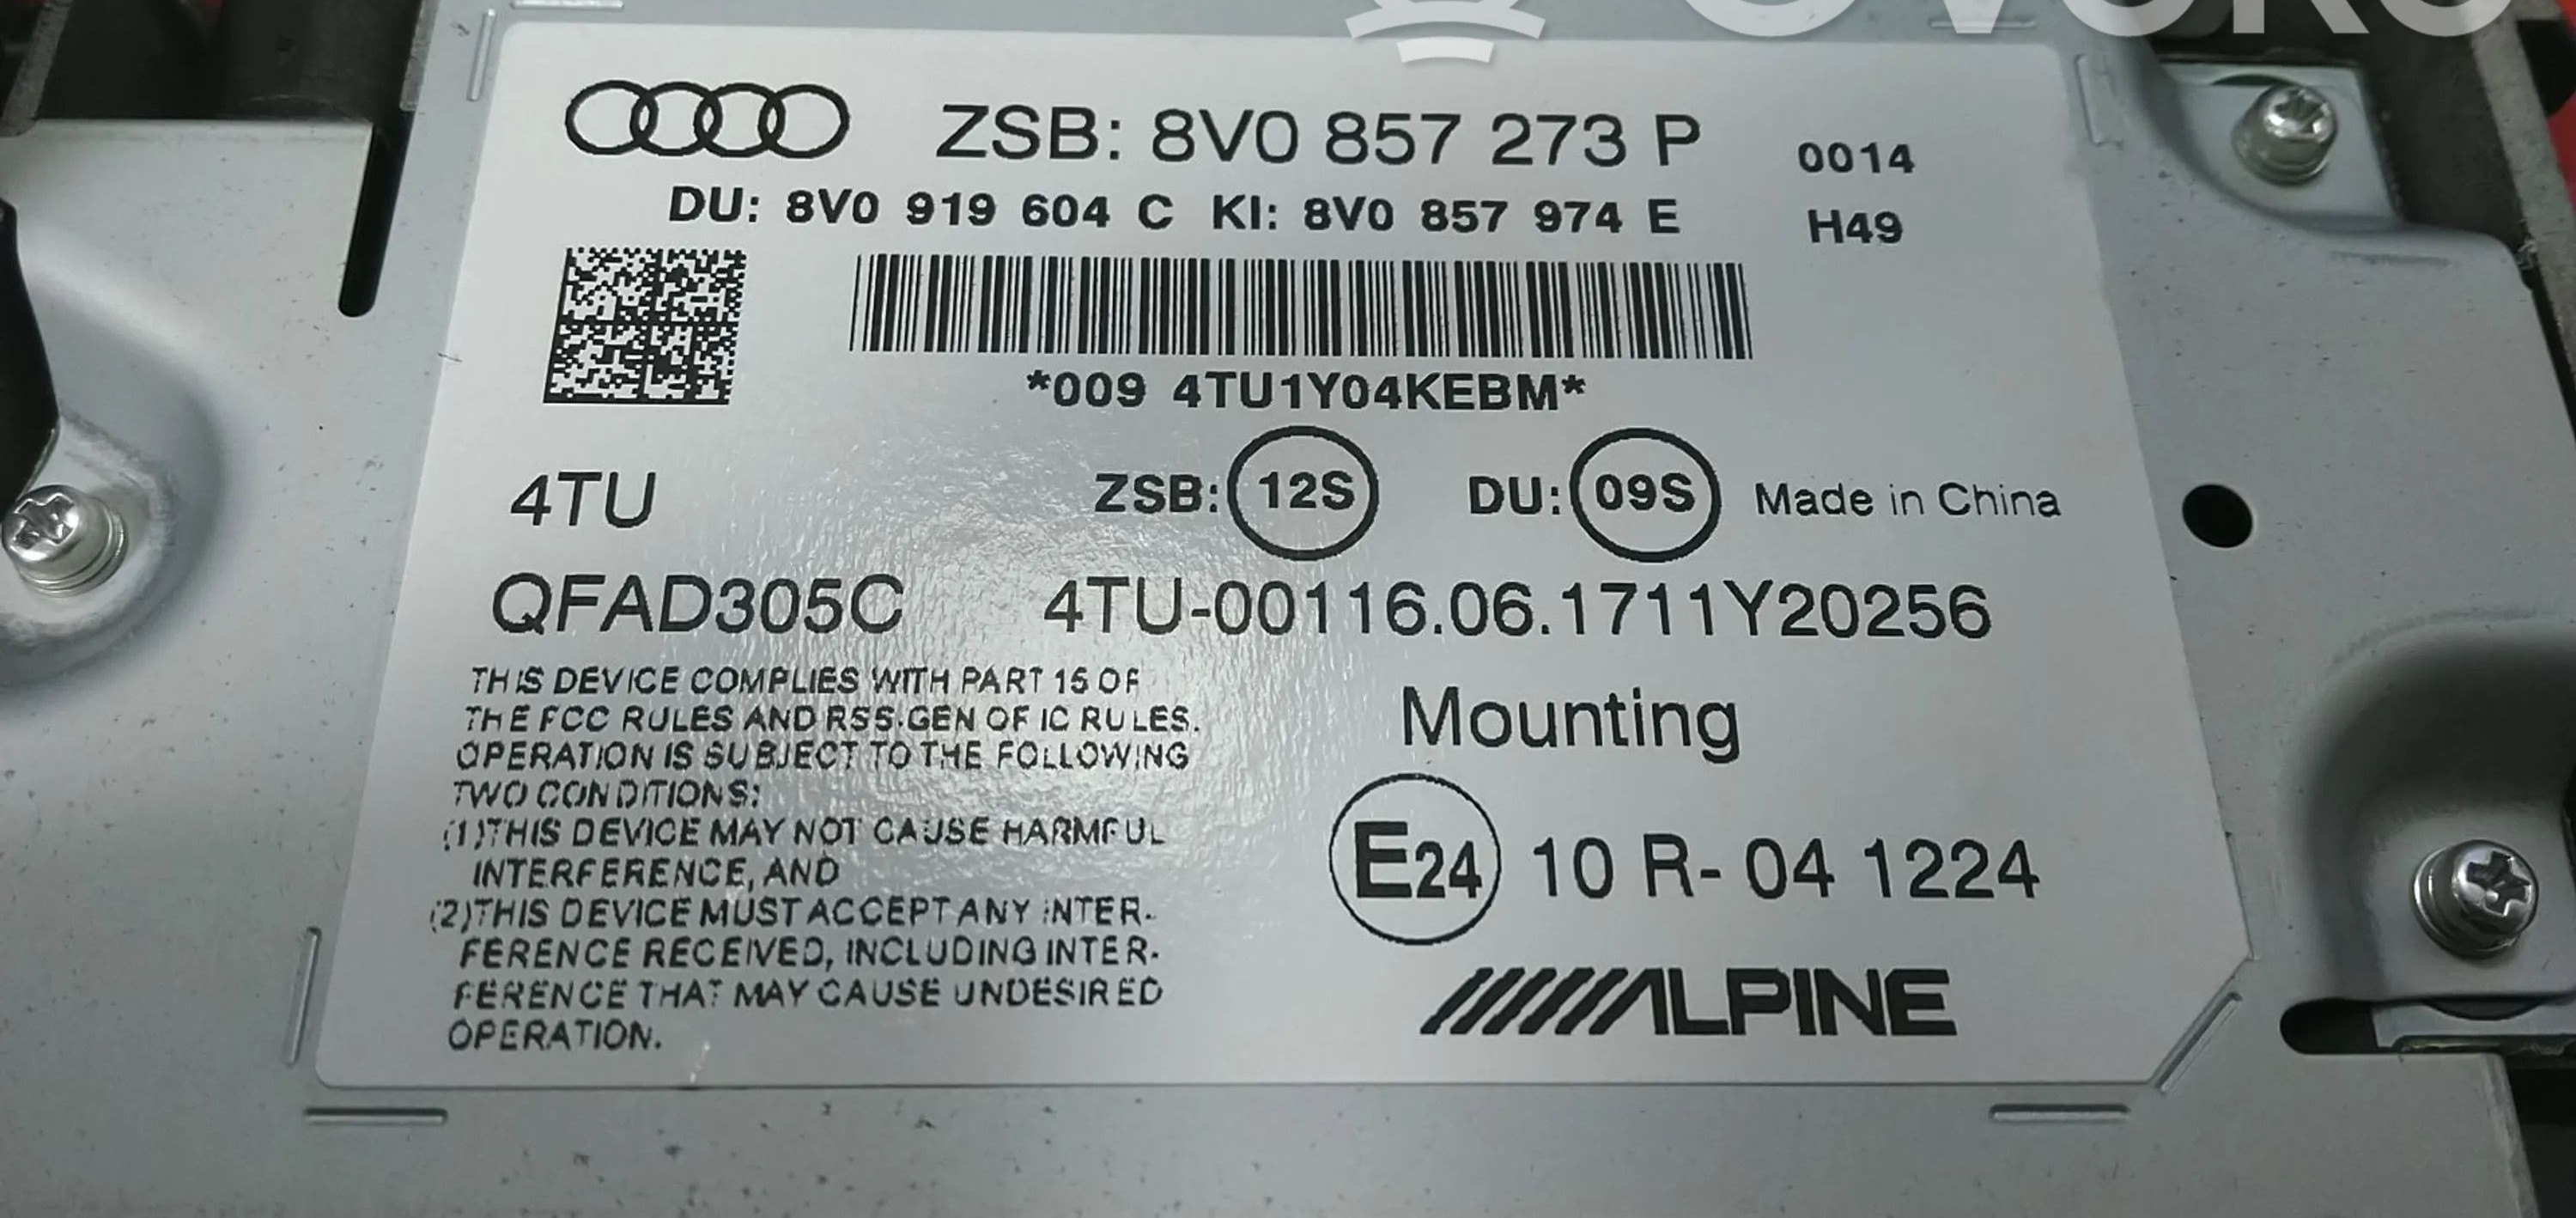 ZSB: 8V0 857 273 P 0014
DU: 8V0 919 604 C KI: 8V0 857 974 E H49
*009 4TU1Y04KEBM*
4TU ZSB: 12S DU: 09S Made in China
QFAD305C 4TU-00116.06.1711Y20256
THIS DEVICE COMPLIES WITH PART 15 OF
THE FCC RULES AND RSS-GEN OF IC RULES.
OPERATION IS SUBJECT TO THE FOLLOWING
TWO CONDITIONS:
(1)THIS DEVICE MAY NOT CAUSE HARMFUL
INTERFERENCE, AND
(2)THIS DEVICE MUST ACCEPT ANY INTER-
FERENCE RECEIVED, INCLUDING INTER-
FERENCE THAT MAY CAUSE UNDESIRED
OPERATION.
Mounting
E24 10 R- 04 1224
ALPINE